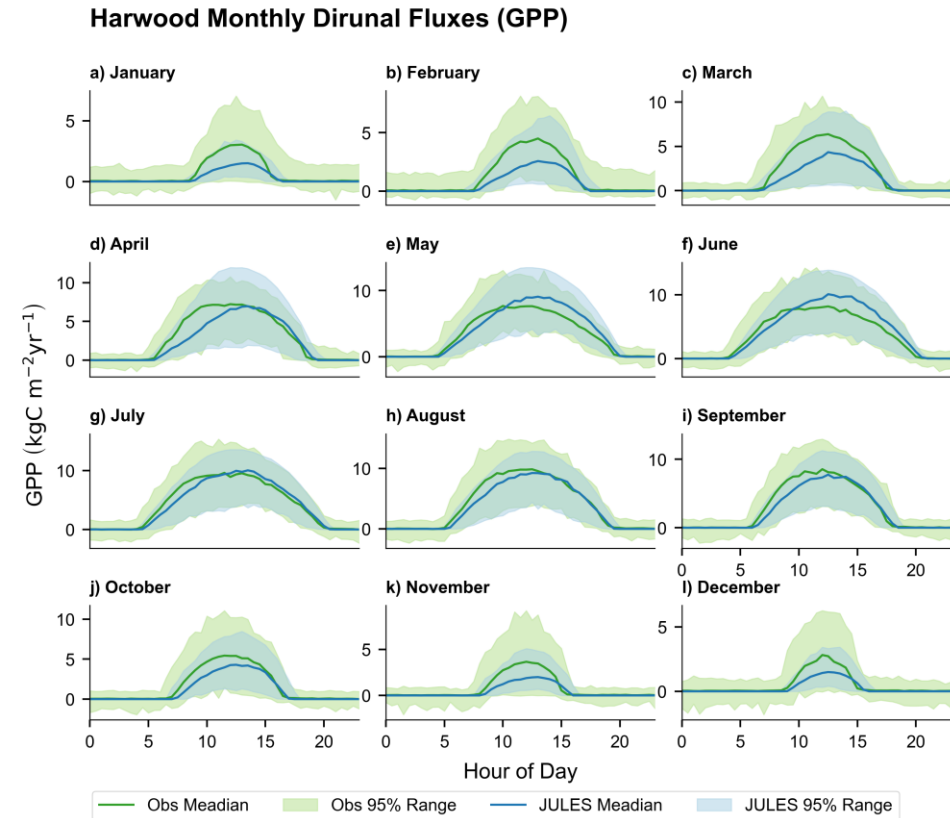 Harwood Monthly Dirunal Fluxes (GPP)
a) January
b) February
c) March
5
0
5
0
10
5
0
d) April
e) May
f) June
10
5
0
10
0
10
0
GPP (kgC m⁻²yr⁻¹)
g) July
h) August
i) September
10
0
10
0
10
0
0 5 10 15 20
j) October
k) November
l) December
10
5
0
5
0
5
0
0 5 10 15 20
0 5 10 15 20
0 5 10 15 20
Hour of Day
Obs Meadian Obs 95% Range JULES Meadian JULES 95% Range